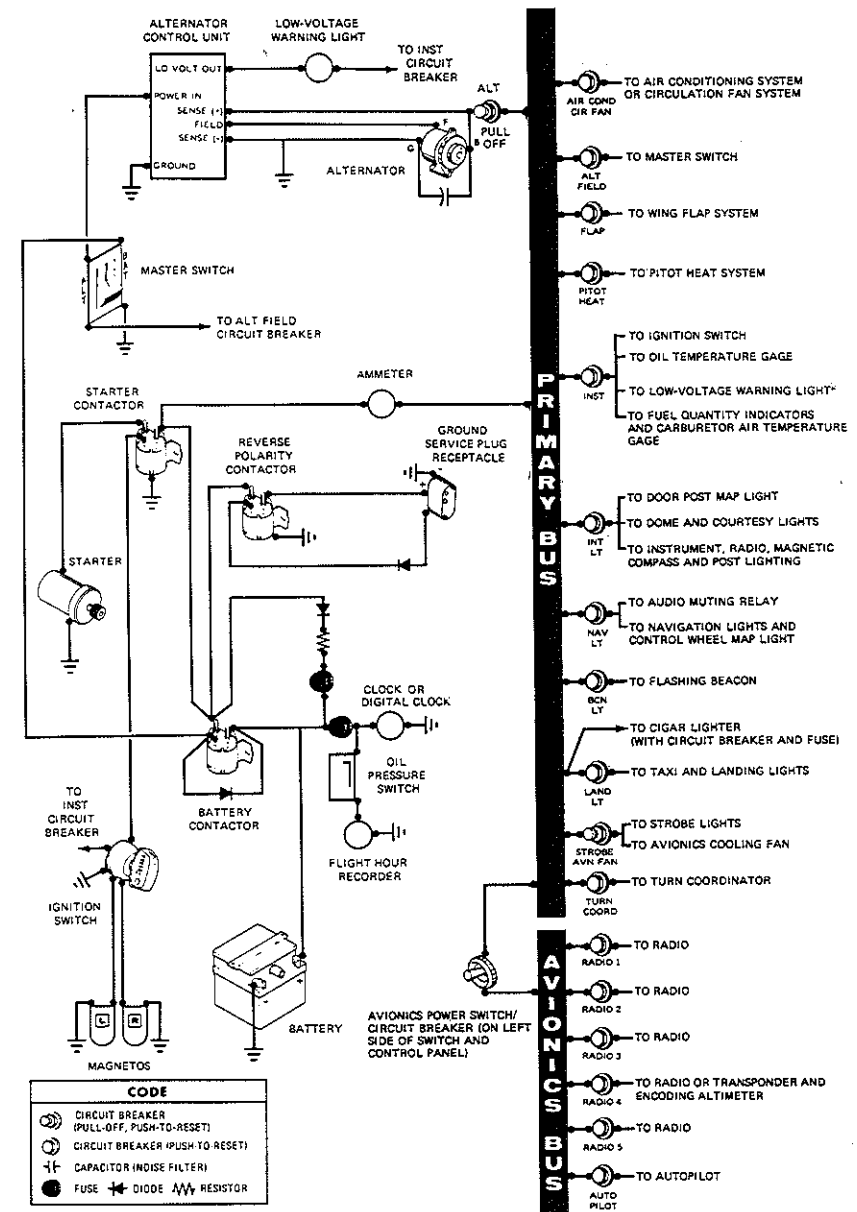 ALTERNATOR
CONTROL UNIT
LOW-VOLTAGE
WARNING LIGHT
LO VOLT OUT
POWER IN
SENSE (+)
FIELD
SENSE (-)
GROUND
TO INST
CIRCUIT
BREAKER
ALT
PULL
OFF
F
G
B
ALTERNATOR
BAT
ALT
MASTER SWITCH
TO ALT FIELD
CIRCUIT BREAKER
AMMETER
STARTER
CONTACTOR
REVERSE
POLARITY
CONTACTOR
GROUND
SERVICE PLUG
RECEPTACLE
-
+
STARTER
CLOCK OR
DIGITAL CLOCK
OIL
PRESSURE
SWITCH
BATTERY
CONTACTOR
TO
INST
CIRCUIT
BREAKER
FLIGHT HOUR
RECORDER
IGNITION
SWITCH
-
+
BATTERY
L
R
MAGNETOS
AVIONICS POWER SWITCH/
CIRCUIT BREAKER (ON LEFT
SIDE OF SWITCH AND
CONTROL PANEL)
CODE
CIRCUIT BREAKER
(PULL-OFF, PUSH-TO-RESET)
CIRCUIT BREAKER (PUSH-TO-RESET)
CAPACITOR (NOISE FILTER)
FUSE DIODE RESISTOR
PRIMARY BUS
AIR COND
CIR FAN
TO AIR CONDITIONING SYSTEM
OR CIRCULATION FAN SYSTEM
ALT
FIELD
TO MASTER SWITCH
FLAP
TO WING FLAP SYSTEM
PITOT
HEAT
TO PITOT HEAT SYSTEM
INST
TO IGNITION SWITCH
TO OIL TEMPERATURE GAGE
TO LOW-VOLTAGE WARNING LIGHT
TO FUEL QUANTITY INDICATORS
AND CARBURETOR AIR TEMPERATURE
GAGE
INT
LT
TO DOOR POST MAP LIGHT
TO DOME AND COURTESY LIGHTS
TO INSTRUMENT, RADIO, MAGNETIC
COMPASS AND POST LIGHTING
NAV
LT
TO AUDIO MUTING RELAY
TO NAVIGATION LIGHTS AND
CONTROL WHEEL MAP LIGHT
BCN
LT
TO FLASHING BEACON
TO CIGAR LIGHTER
(WITH CIRCUIT BREAKER AND FUSE)
LAND
LT
TO TAXI AND LANDING LIGHTS
STROBE
AVN FAN
TO STROBE LIGHTS
TO AVIONICS COOLING FAN
TURN
COORD
TO TURN COORDINATOR
AVIONICS BUS
RADIO 1
TO RADIO
RADIO 2
TO RADIO
RADIO 3
TO RADIO
RADIO 4
TO RADIO OR TRANSPONDER AND
ENCODING ALTIMETER
RADIO 5
TO RADIO
AUTO
PILOT
TO AUTOPILOT